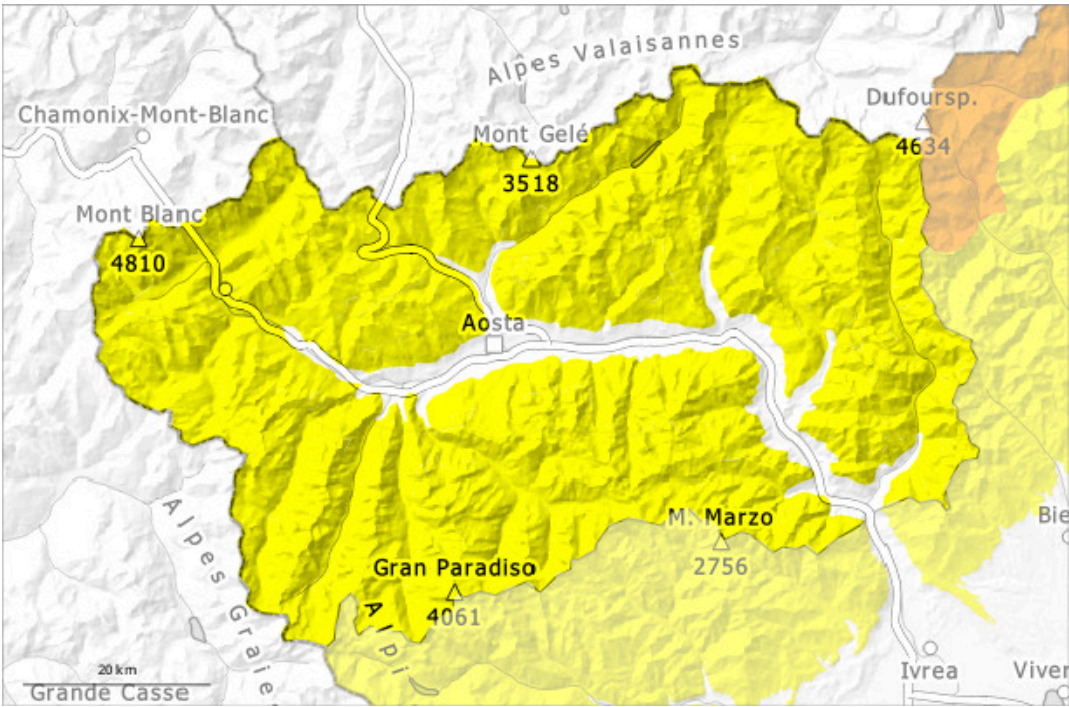 Alpes Valaisannes
Dufoursp.
4634
Chamonix-Mont-Blanc
Mont Gelé
3518
Mont Blanc
4810
Aosta
Alpes Graie
M. Marzo
2756
Bie
Gran Paradiso
4061
Alpi
20 km
Grande Casse
Ivrea
Viver